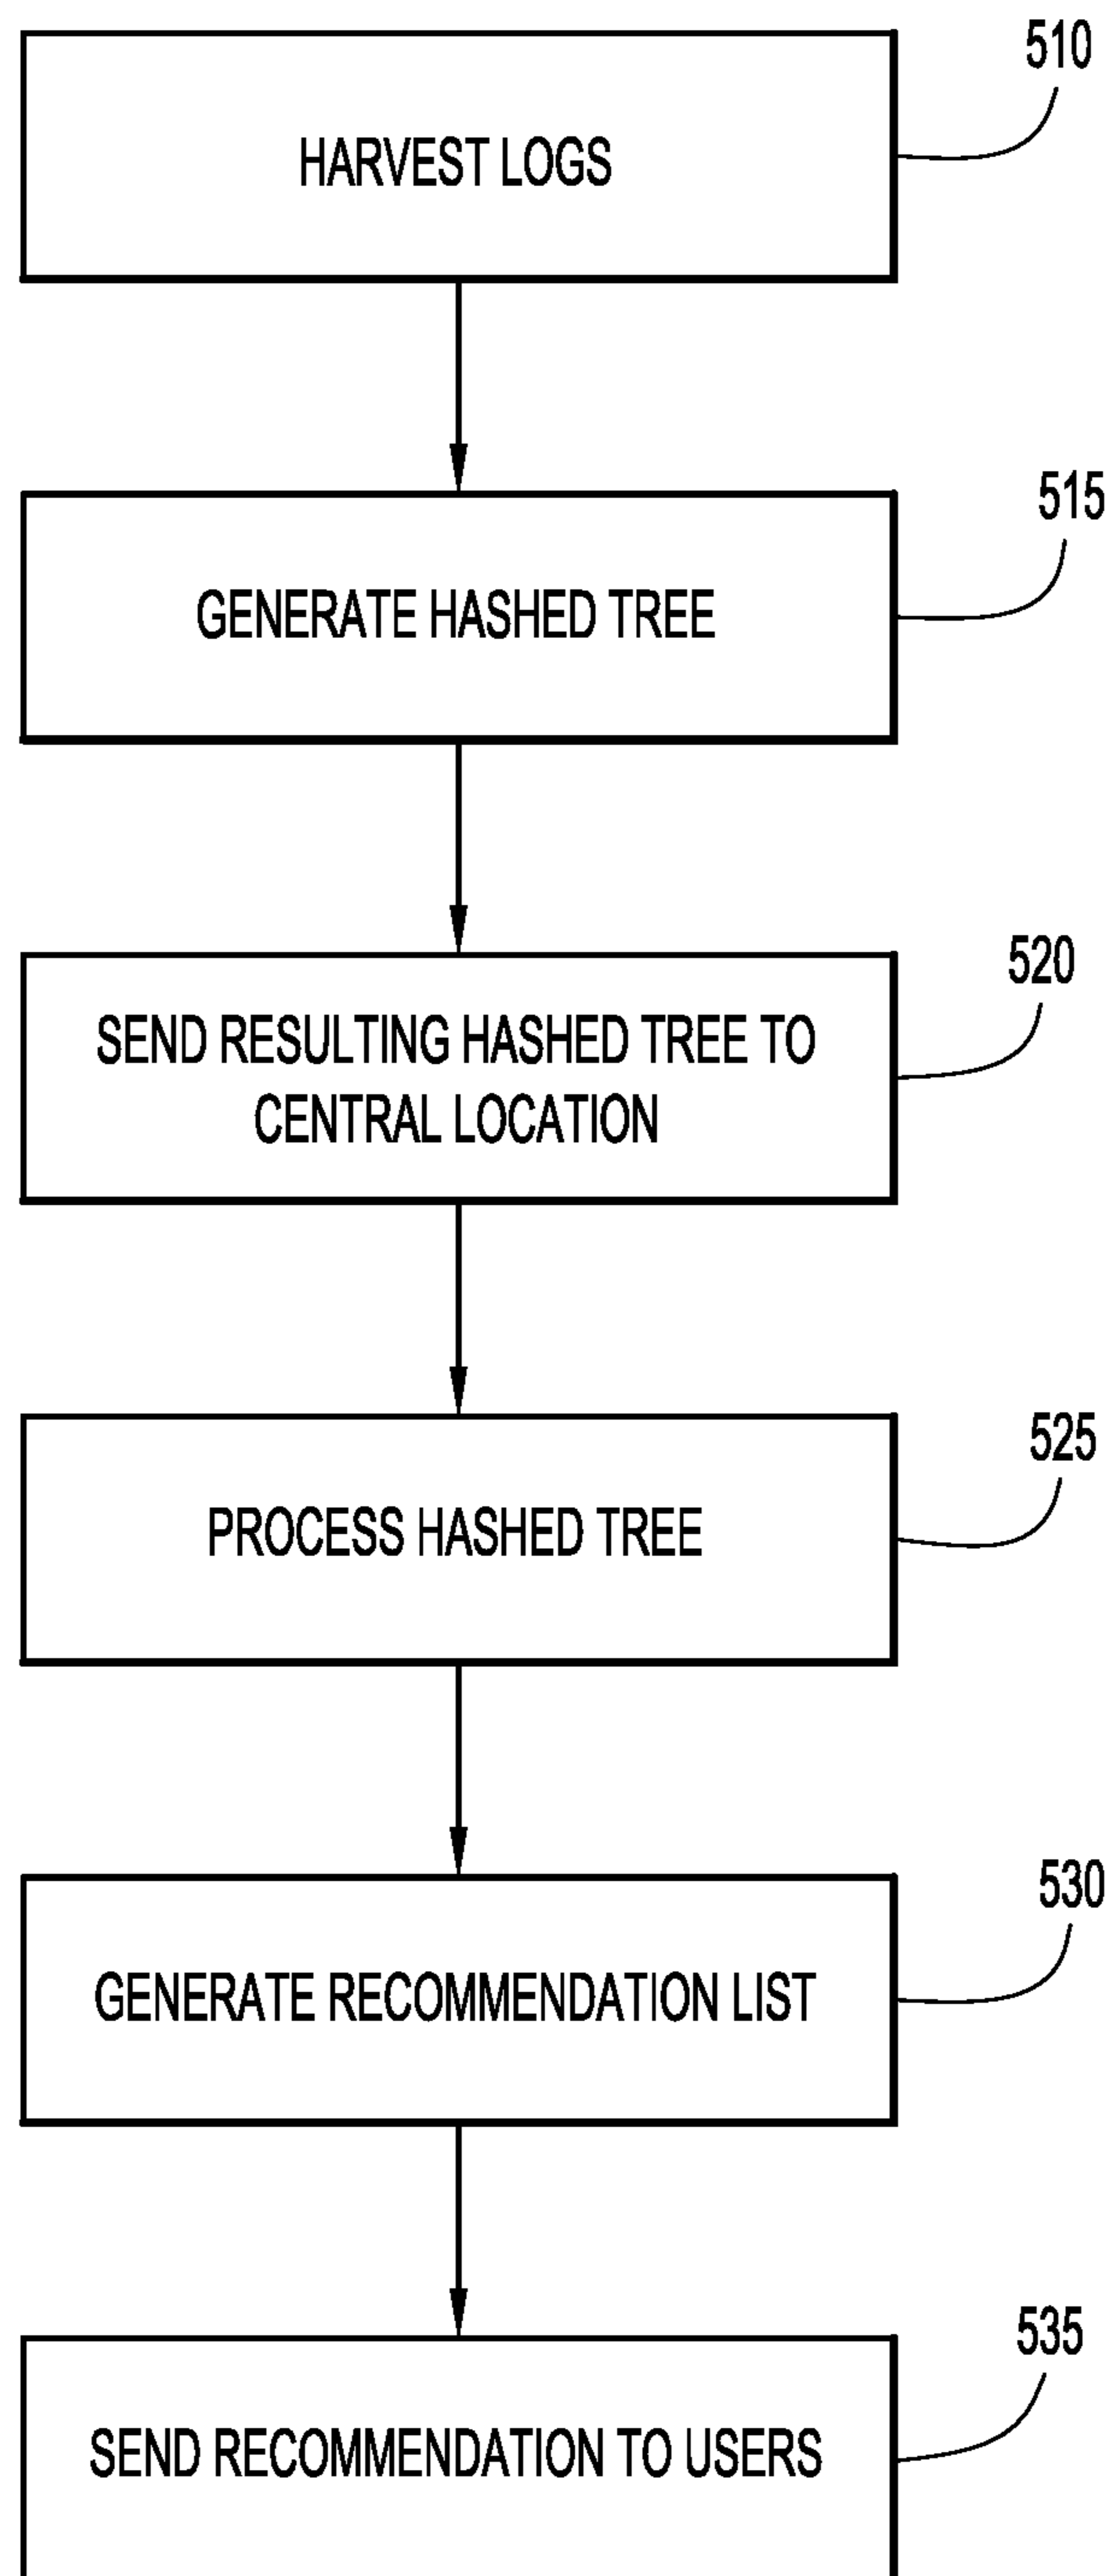 510
HARVEST LOGS
515
GENERATE HASHED TREE
520
SEND RESULTING HASHED TREE TO
CENTRAL LOCATION
525
PROCESS HASHED TREE
530
GENERATE RECOMMENDATION LIST
535
SEND RECOMMENDATION TO USERS